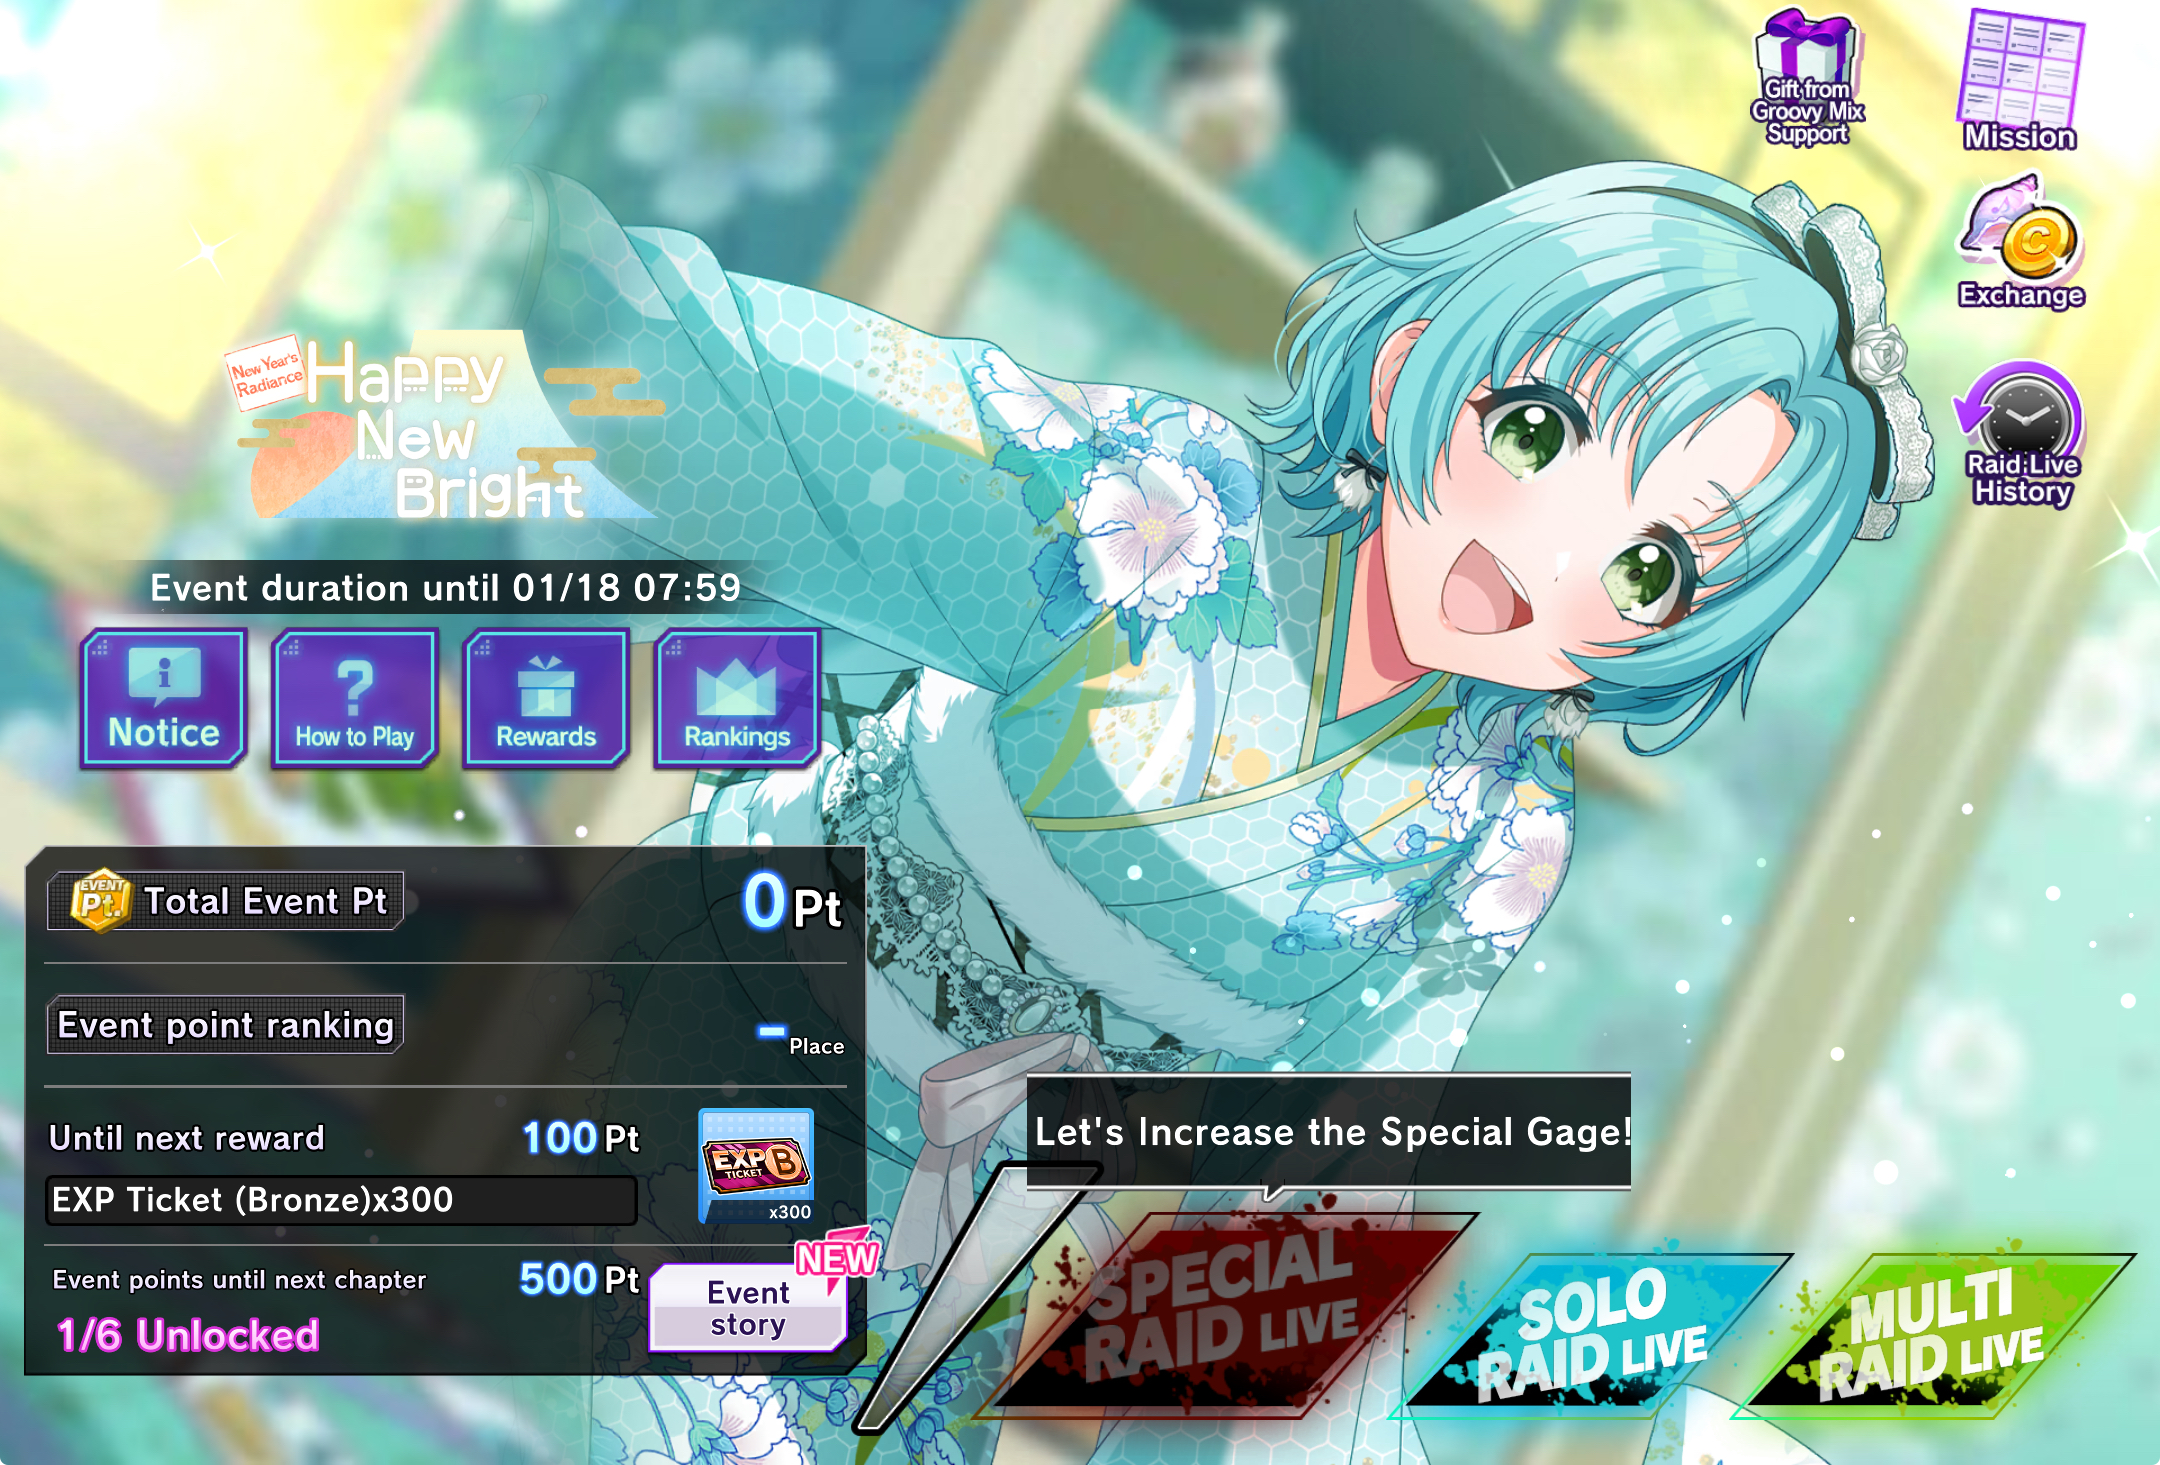 Gift from
Groovy Mix
Support
Mission
Exchange
Raid Live
History
New Year's
Radiance
Happy
New
Bright
Event duration until 01/18 07:59
Notice
How to Play
Rewards
Rankings
EVENT
Pt.
Total Event Pt
0 Pt
Event point ranking
- Place
Until next reward
100 Pt
EXP Ticket (Bronze)x300
EXP B
TICKET
x300
Event points until next chapter
500 Pt
1/6 Unlocked
NEW
Event
story
Let's Increase the Special Gage!
SPECIAL
RAID LIVE
SOLO
RAID LIVE
MULTI
RAID LIVE